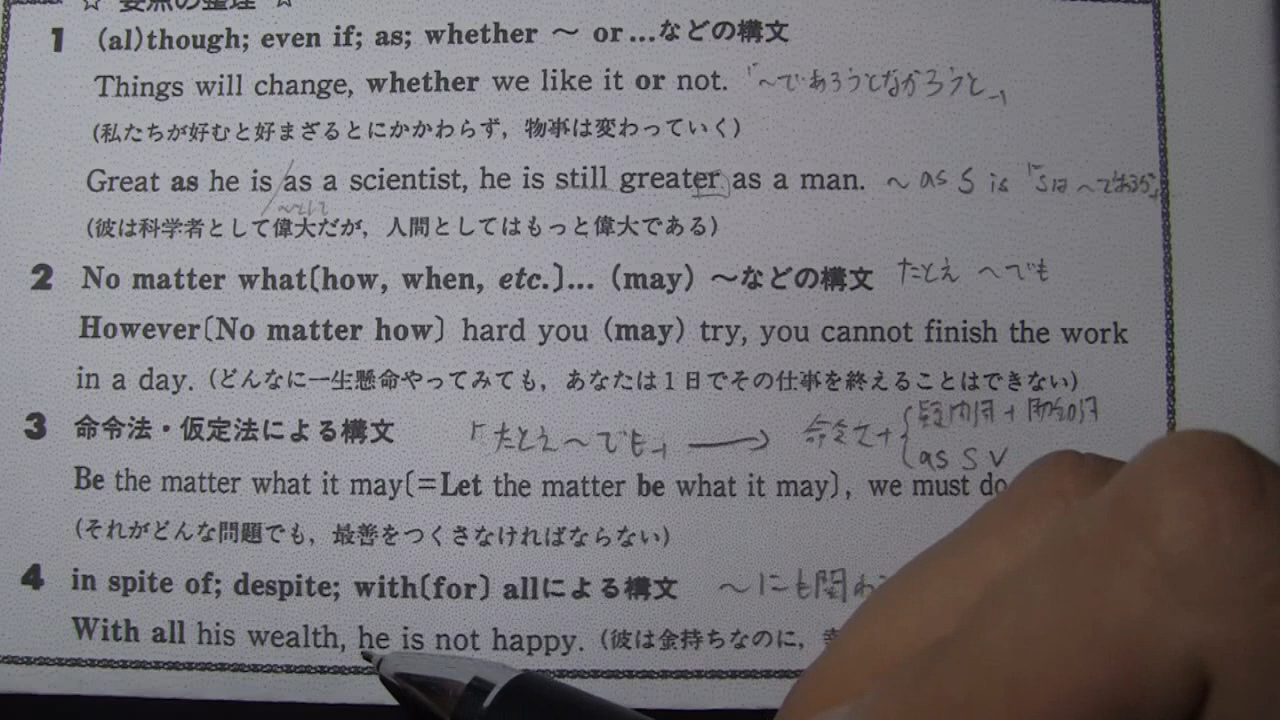 ☆ 要点の整理 ☆
1 (al)though; even if; as; whether ～ or…などの構文
Things will change, whether we like it or not. 「～であろうとなかろうと」
(私たちが好むと好まざるとにかかわらず，物事は変わっていく)
Great as he is as a scientist, he is still greater as a man. ～ as S is 「Sは～であるが」
～として
(彼は科学者として偉大だが，人間としてはもっと偉大である)
2 No matter what〔how, when, etc.〕… (may) ～などの構文 たとえ～でも
However〔No matter how〕 hard you (may) try, you cannot finish the work
in a day. (どんなに一生懸命やってみても，あなたは1日でその仕事を終えることはできない)
3 命令法・仮定法による構文 「たとえ～でも」 → 命令文+ 疑問詞+関係詞
as S V
Be the matter what it may〔=Let the matter be what it may〕, we must do
(それがどんな問題でも，最善をつくさなければならない)
4 in spite of; despite; with〔for〕 allによる構文 ～にも関わ
With all his wealth, he is not happy. (彼は金持ちなのに，